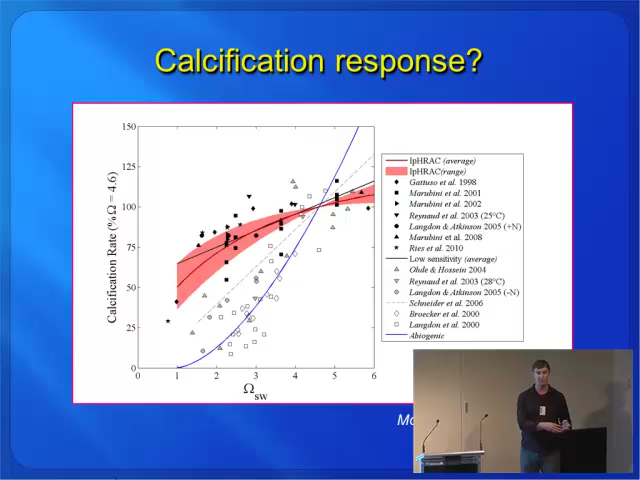 Calcification response?
150
125
100
75
50
25
0
0 1 2 3 4 5 6
Calcification Rate (%Ω = 4.6)
Ωsw
IpHRAC (average)
IpHRAC(range)
Gattuso et al. 1998
Marubini et al. 2001
Marubini et al. 2002
Reynaud et al. 2003 (25°C)
Langdon & Atkinson 2005 (+N)
Marubini et al. 2008
Ries et al. 2010
Low sensitivity (average)
Ohde & Hossein 2004
Reynaud et al. 2003 (28°C)
Langdon & Atkinson 2005 (-N)
Schneider et al. 2006
Broecker et al. 2000
Langdon et al. 2000
Abiogenic